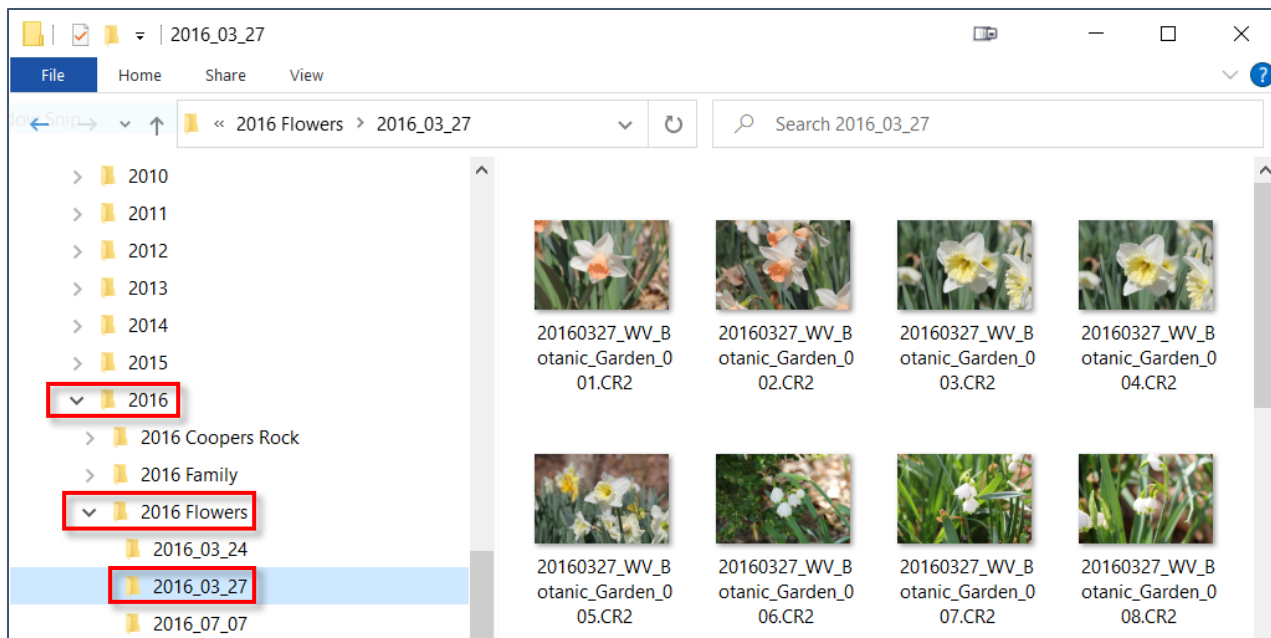 2016_03_27
File Home Share View
?
ow Snip
« 2016 Flowers > 2016_03_27
Search 2016_03_27
2010
2011
2012
2013
2014
2015
2016
2016 Coopers Rock
2016 Family
2016 Flowers
2016_03_24
2016_03_27
2016_07_07
20160327_WV_B
otanic_Garden_0
01.CR2
20160327_WV_B
otanic_Garden_0
02.CR2
20160327_WV_B
otanic_Garden_0
03.CR2
20160327_WV_B
otanic_Garden_0
04.CR2
20160327_WV_B
otanic_Garden_0
05.CR2
20160327_WV_B
otanic_Garden_0
06.CR2
20160327_WV_B
otanic_Garden_0
07.CR2
20160327_WV_B
otanic_Garden_0
08.CR2